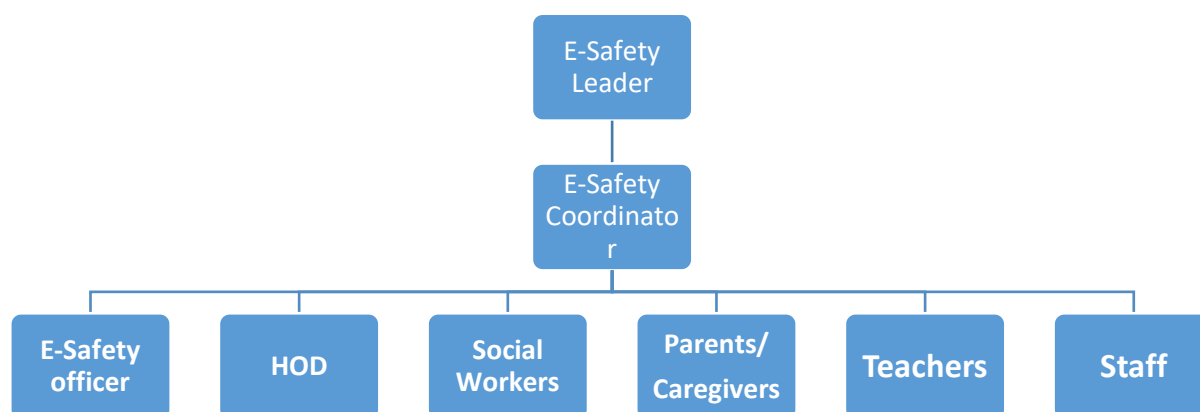 E-Safety
Leader
E-Safety
Coordinato
r
E-Safety
officer
HOD
Social
Workers
Parents/
Caregivers
Teachers
Staff